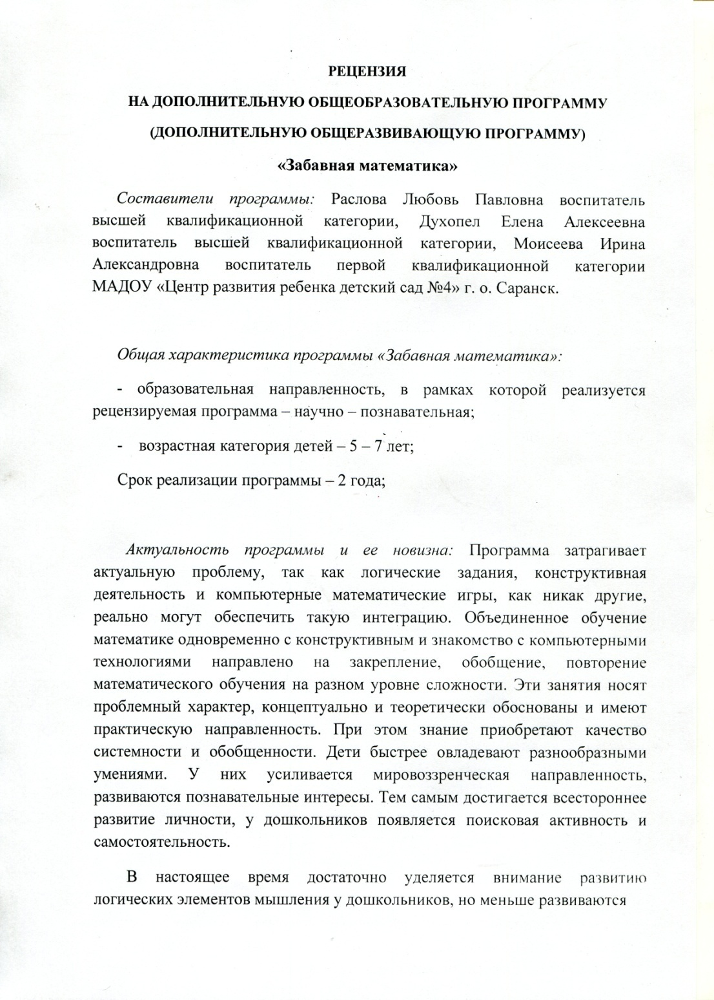 РЕЦЕНЗИЯ
НА ДОПОЛНИТЕЛЬНУЮ ОБЩЕОБРАЗОВАТЕЛЬНУЮ ПРОГРАММУ
(ДОПОЛНИТЕЛЬНУЮ ОБЩЕРАЗВИВАЮЩУЮ ПРОГРАММУ)
«Забавная математика»
Составители программы: Раслова Любовь Павловна воспитатель
высшей квалификационной категории, Духопел Елена Алексеевна
воспитатель высшей квалификационной категории, Моисеева Ирина
Александровна воспитатель первой квалификационной категории
МАДОУ «Центр развития ребенка детский сад №4» г. о. Саранск.
Общая характеристика программы «Забавная математика»:
- образовательная направленность, в рамках которой реализуется
рецензируемая программа – научно – познавательная;
- возрастная категория детей – 5 – 7 лет;
Срок реализации программы – 2 года;
Актуальность программы и ее новизна: Программа затрагивает
актуальную проблему, так как логические задания, конструктивная
деятельность и компьютерные математические игры, как никак другие,
реально могут обеспечить такую интеграцию. Объединенное обучение
математике одновременно с конструктивным и знакомство с компьютерными
технологиями направлено на закрепление, обобщение, повторение
математического обучения на разном уровне сложности. Эти занятия носят
проблемный характер, концептуально и теоретически обоснованы и имеют
практическую направленность. При этом знание приобретают качество
системности и обобщенности. Дети быстрее овладевают разнообразными
умениями. У них усиливается мировоззренческая направленность,
развиваются познавательные интересы. Тем самым достигается всестороннее
развитие личности, у дошкольников появляется поисковая активность и
самостоятельность.
В настоящее время достаточно уделяется внимание развитию
логических элементов мышления у дошкольников, но меньше развиваются